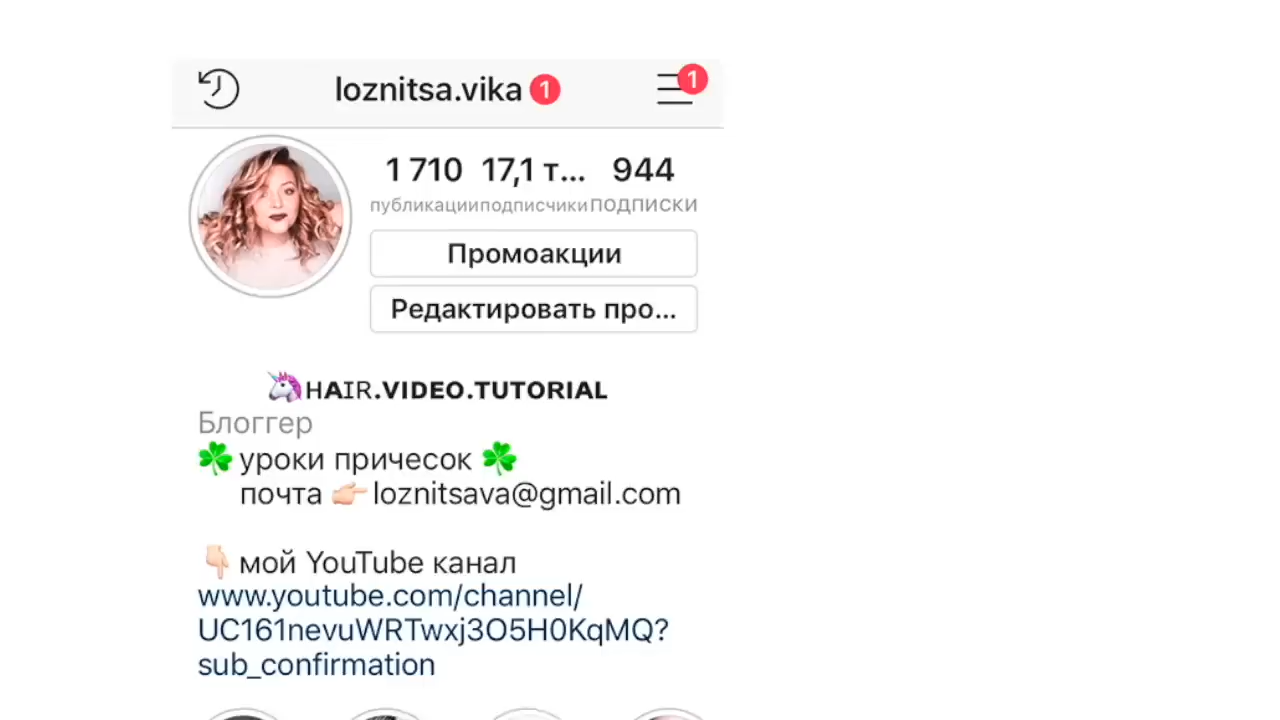 loznitsa.vika 1 1
1 710 17,1 т... 944
публикации подписчики подписки
Промоакции
Редактировать про...
🦄HAIR.VIDEO.TUTORIAL
Блоггер
☘️ уроки причесок ☘️
почта 👉🏻 loznitsava@gmail.com
👇🏻 мой YouTube канал
www.youtube.com/channel/
UC161nevuWRTwxj3O5H0KqMQ?
sub_confirmation